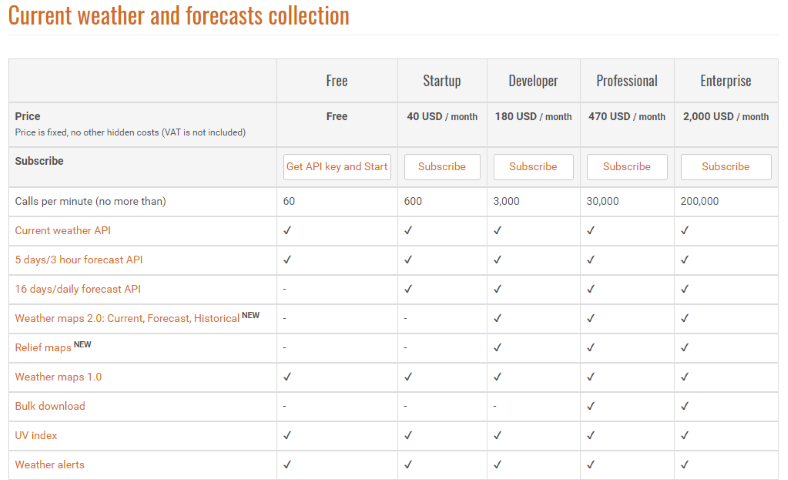 Current weather and forecasts collection
Free Startup Developer Professional Enterprise
Price Free 40 USD / month 180 USD / month 470 USD / month 2,000 USD / month
Price is fixed, no other hidden costs (VAT is not included)
Subscribe Get API key and Start Subscribe Subscribe Subscribe Subscribe
Calls per minute (no more than) 60 600 3,000 30,000 200,000
Current weather API ✓ ✓ ✓ ✓ ✓
5 days/3 hour forecast API ✓ ✓ ✓ ✓ ✓
16 days/daily forecast API - ✓ ✓ ✓ ✓
Weather maps 2.0: Current, Forecast, Historical NEW - - ✓ ✓ ✓
Relief maps NEW - - ✓ ✓ ✓
Weather maps 1.0 ✓ ✓ ✓ ✓ ✓
Bulk download - - - ✓ ✓
UV index ✓ ✓ ✓ ✓ ✓
Weather alerts ✓ ✓ ✓ ✓ ✓